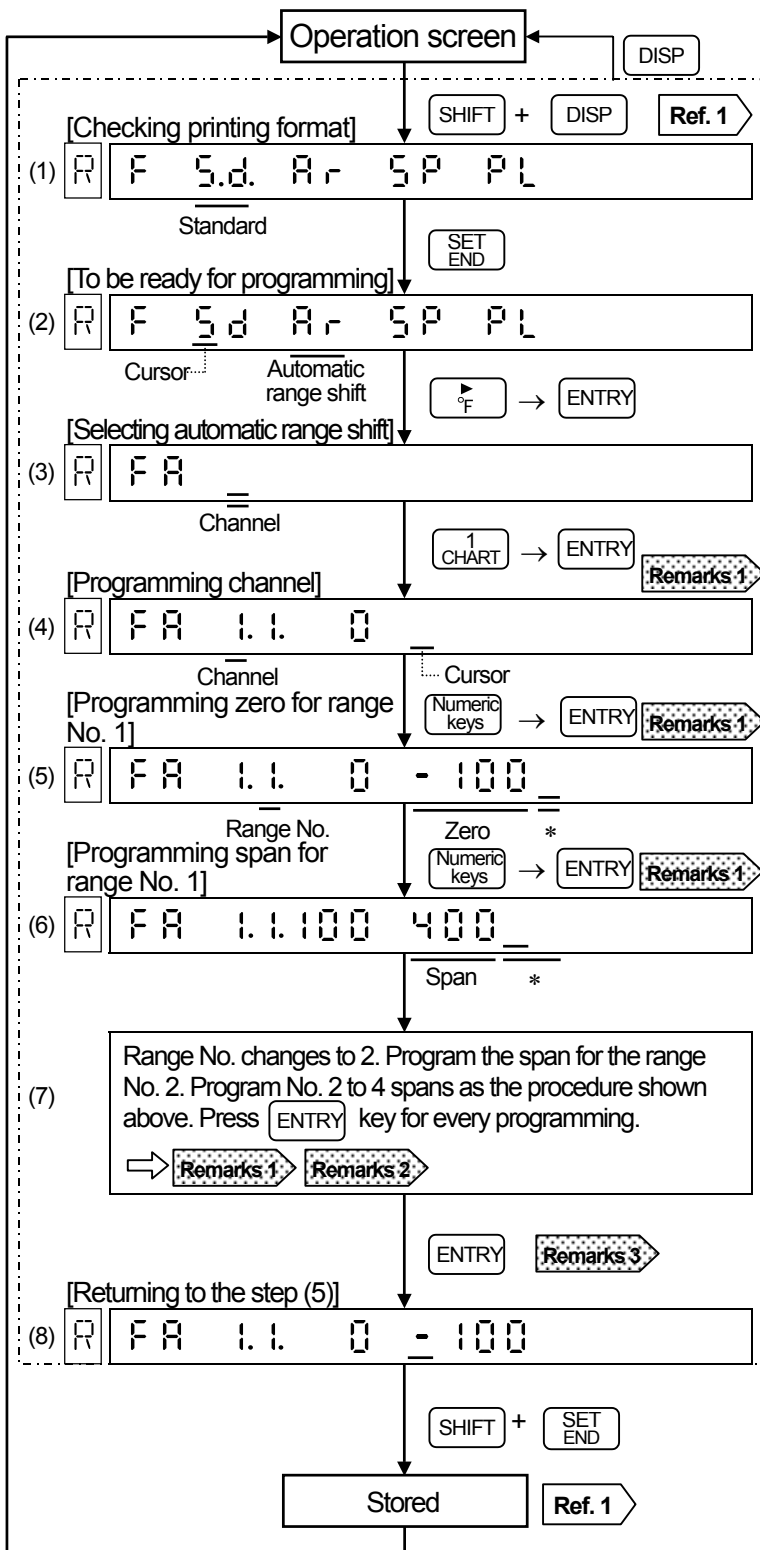 Operation screen
DISP
SHIFT + DISP Ref. 1
[Checking printing format]
(1) R F S.d. Ar SP PL
Standard
SET
END
[To be ready for programming]
(2) R F Sd Ar SP PL
Cursor
Automatic
range shift
▶
°F → ENTRY
[Selecting automatic range shift]
(3) R FA
Channel
1
CHART → ENTRY
Remarks 1
[Programming channel]
(4) R FA 1.1. 0 _
Channel
Cursor
[Programming zero for range
No. 1]
Numeric
keys → ENTRY Remarks 1
(5) R FA 1.1. 0 -100
Range No.
Zero *
[Programming span for
range No. 1]
Numeric
keys → ENTRY Remarks 1
(6) R FA 1.1.100 400_
Span *
(7)
Range No. changes to 2. Program the span for the range
No. 2. Program No. 2 to 4 spans as the procedure shown
above. Press ENTRY key for every programming.
⇨ Remarks 1 Remarks 2
ENTRY Remarks 3
[Returning to the step (5)]
(8) R FA 1.1. 0 -100
SHIFT + SET
END
Stored Ref. 1